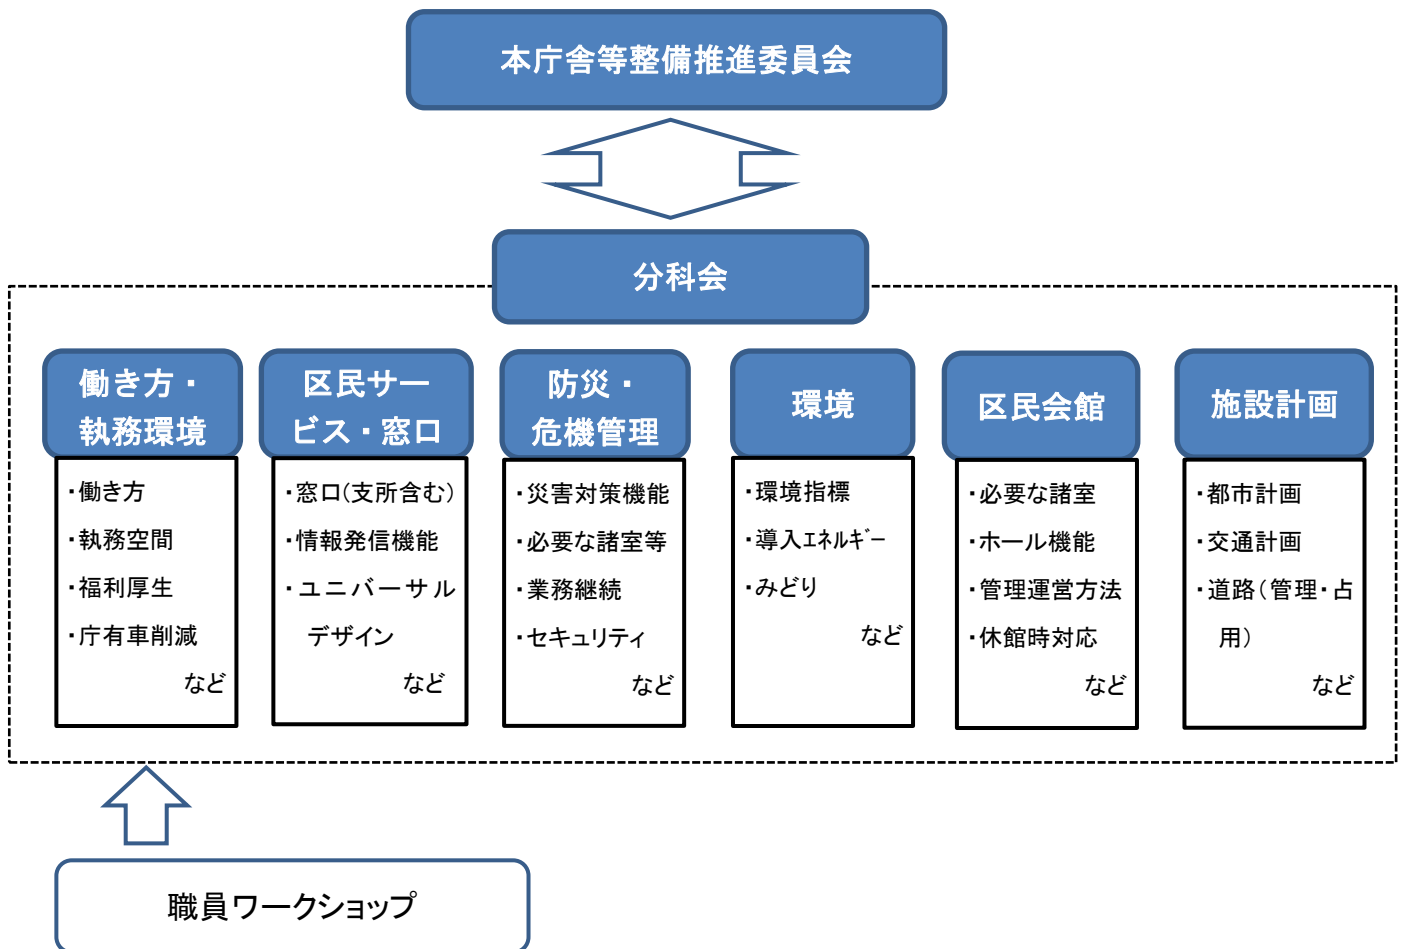 本庁舎等整備推進委員会
分科会
働き方・
執務環境
・働き方
・執務空間
・福利厚生
・庁有車削減
など
区民サー
ビス・窓口
・窓口(支所含む)
・情報発信機能
・ユニバーサル
デザイン
など
防災・
危機管理
・災害対策機能
・必要な諸室等
・業務継続
・セキュリティ
など
環境
・環境指標
・導入ｴﾈﾙｷﾞｰ
・みどり
など
区民会館
・必要な諸室
・ホール機能
・管理運営方法
・休館時対応
など
施設計画
・都市計画
・交通計画
・道路（管理・占
用）
など
職員ワークショップ